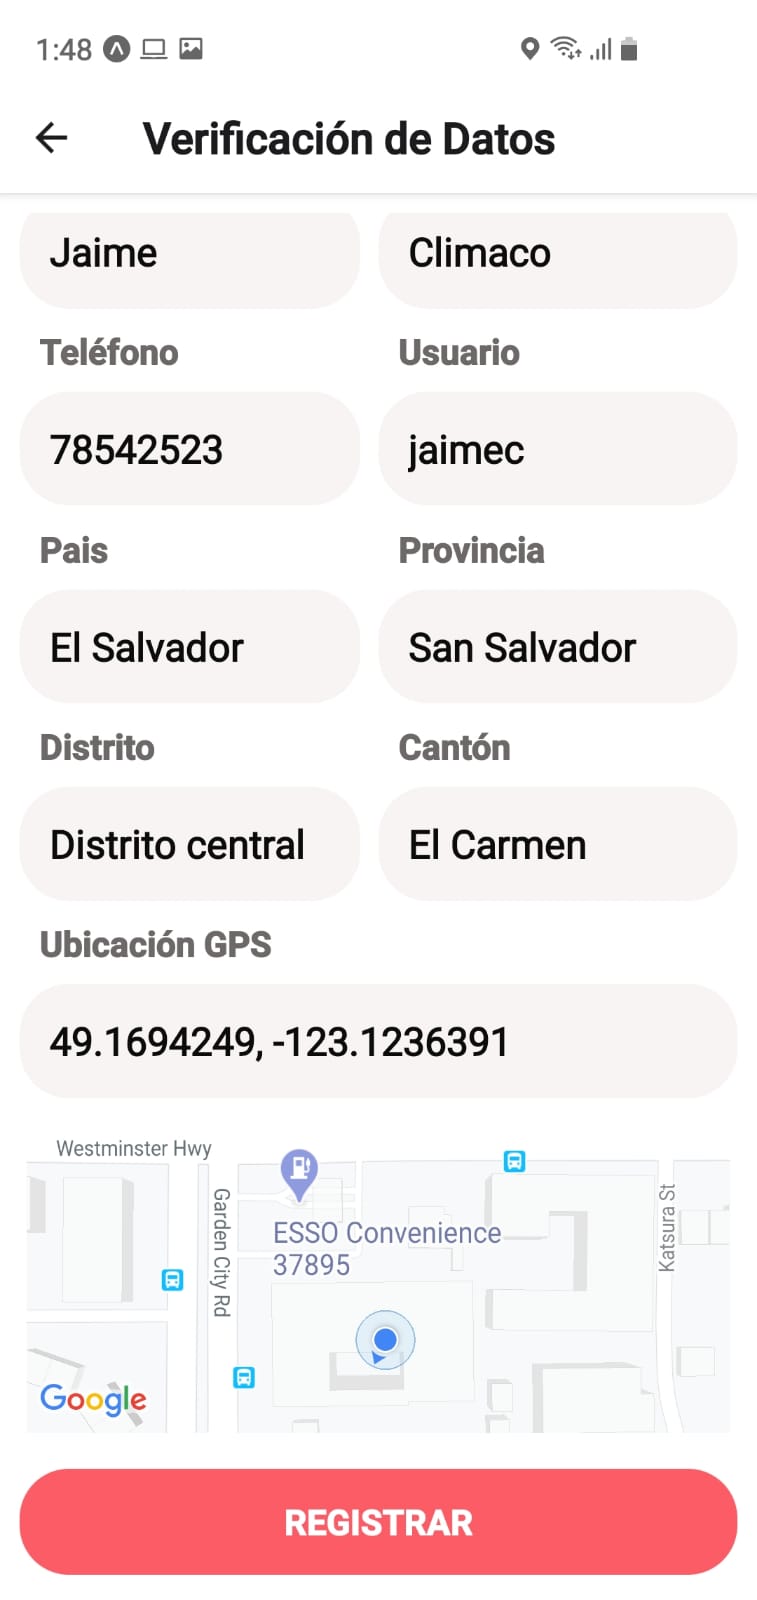 1:48
Verificación de Datos
Jaime
Climaco
Teléfono
Usuario
78542523
jaimec
Pais
Provincia
El Salvador
San Salvador
Distrito
Cantón
Distrito central
El Carmen
Ubicación GPS
49.1694249, -123.1236391
Westminster Hwy
Garden City Rd
ESSO Convenience
37895
Katsura St
Google
REGISTRAR